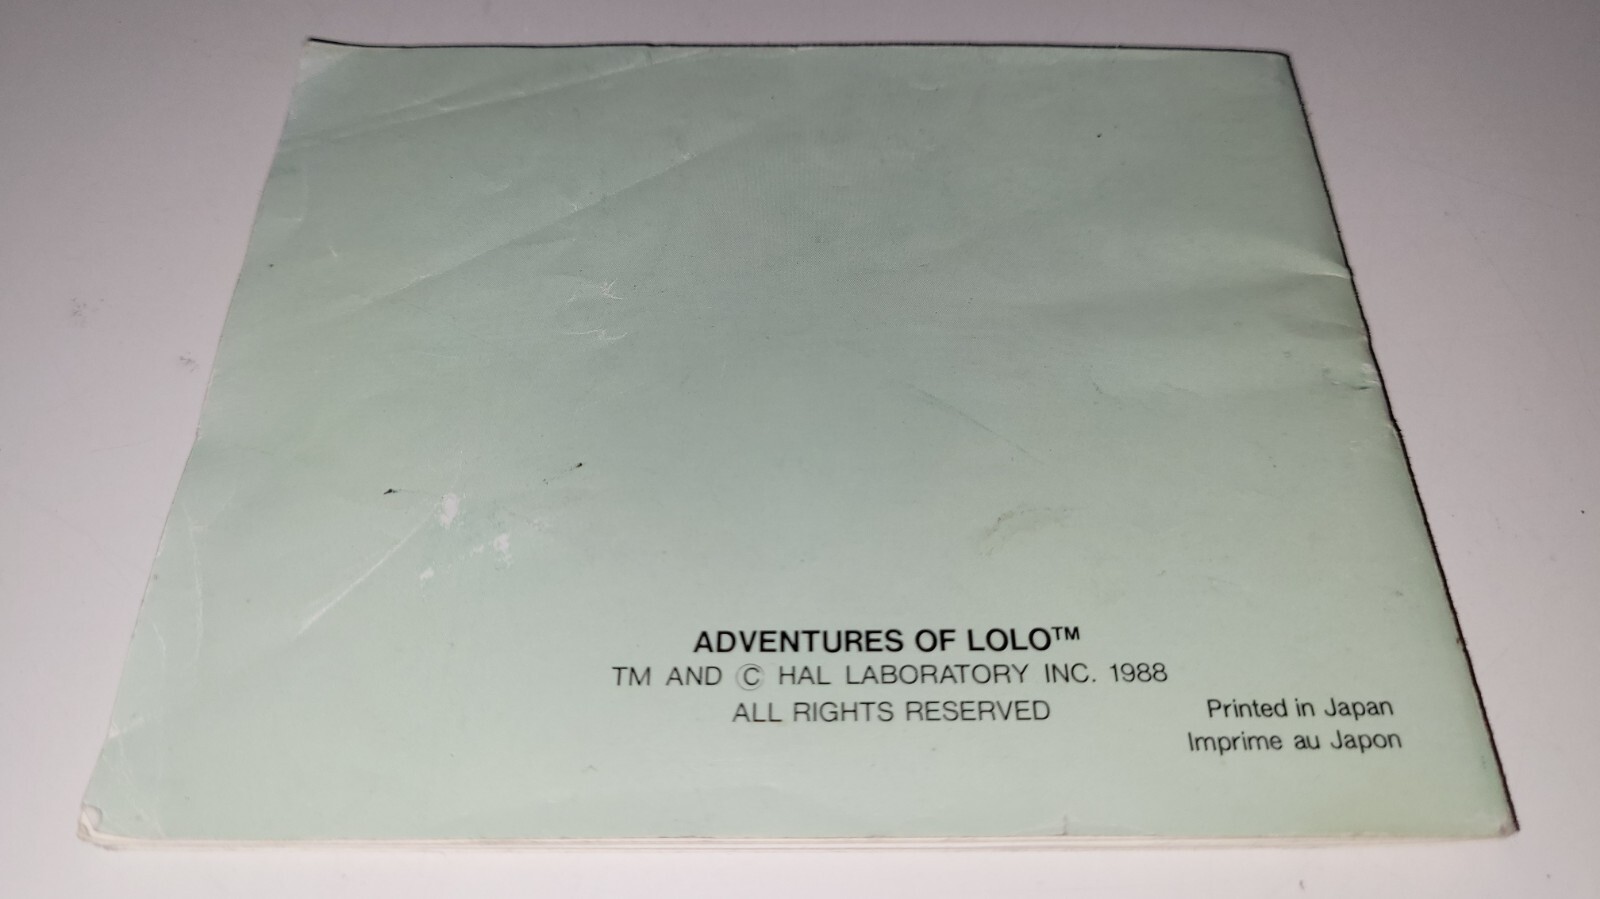 ADVENTURES OF LOLO™
TM AND © HAL LABORATORY INC. 1988
ALL RIGHTS RESERVED
Printed in Japan
Imprime au Japon